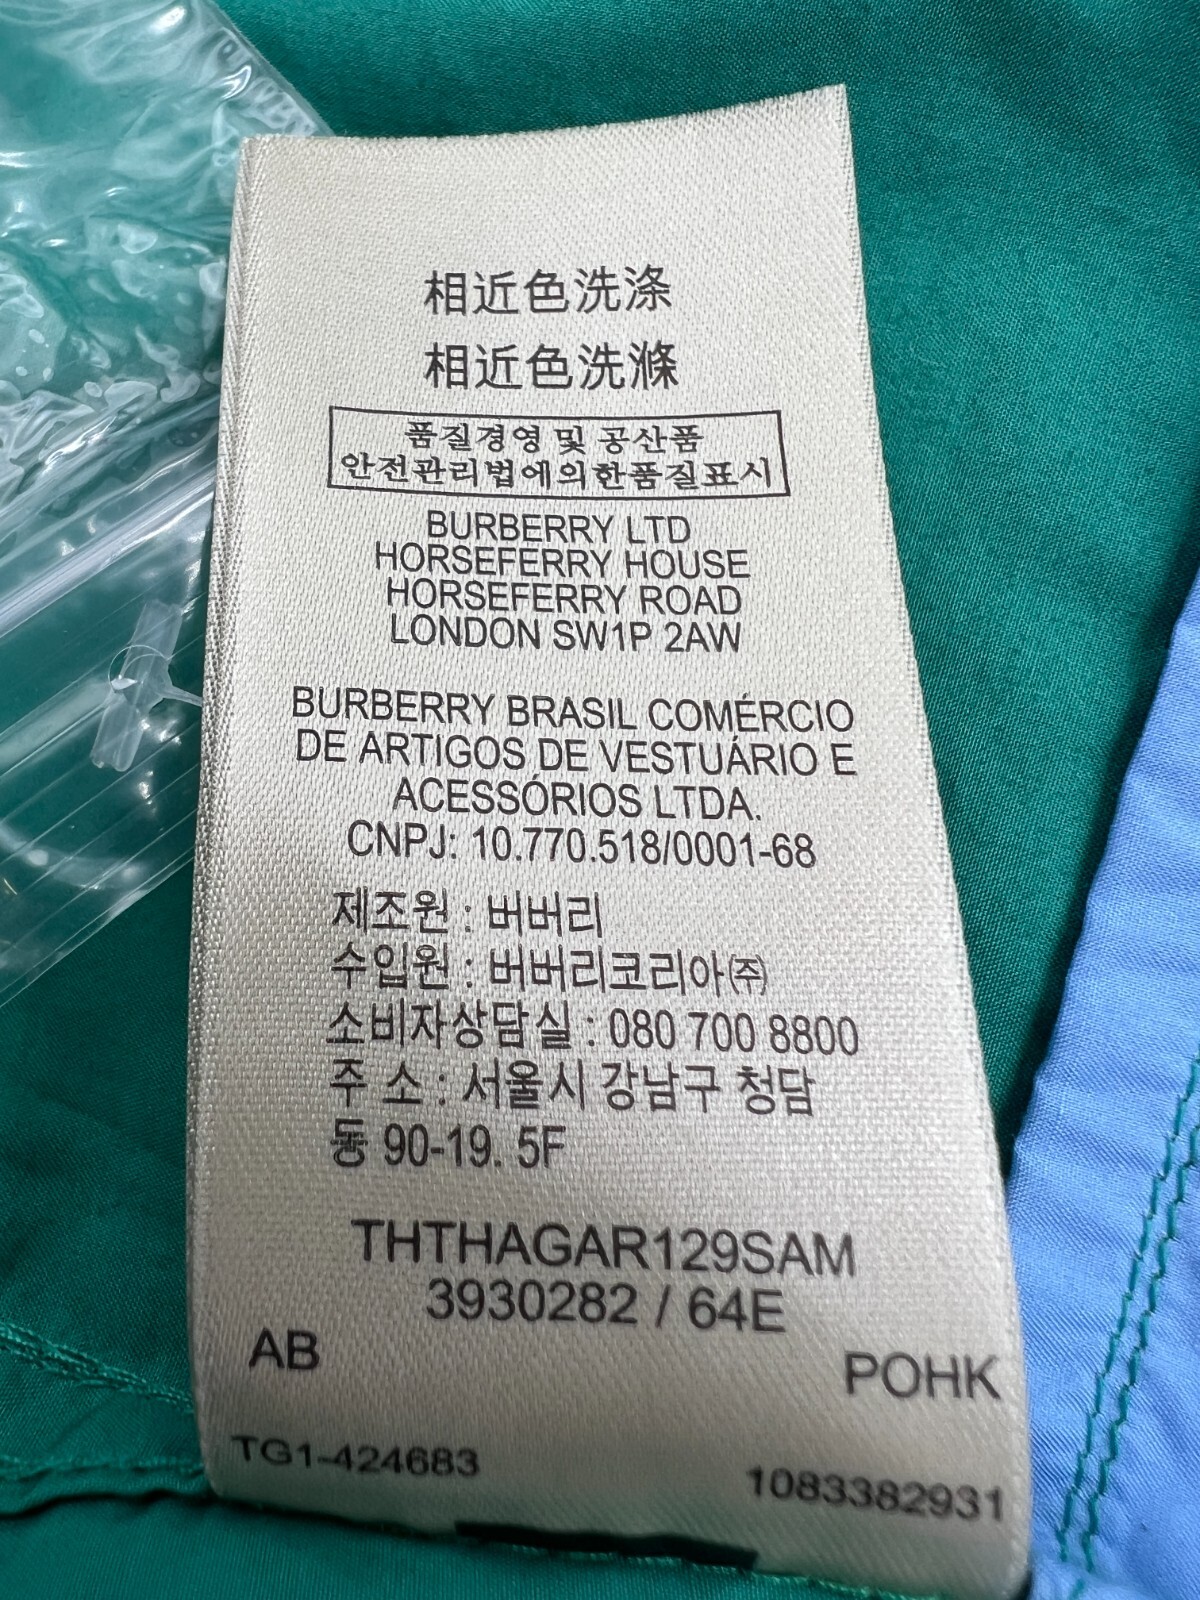 相近色洗涤
相近色洗滌
품질경영 및 공산품
안전관리법에의한품질표시
BURBERRY LTD
HORSEFERRY HOUSE
HORSEFERRY ROAD
LONDON SW1P 2AW
BURBERRY BRASIL COMÉRCIO
DE ARTIGOS DE VESTUÁRIO E
ACESSÓRIOS LTDA.
CNPJ: 10.770.518/0001-68
제조원 : 버버리
수입원 : 버버리코리아㈜
소비자상담실 : 080 700 8800
주 소 : 서울시 강남구 청담
동 90-19. 5F
THTHAGAR129SAM
3930282 / 64E
AB
POHK
TG1-424683
1083382931